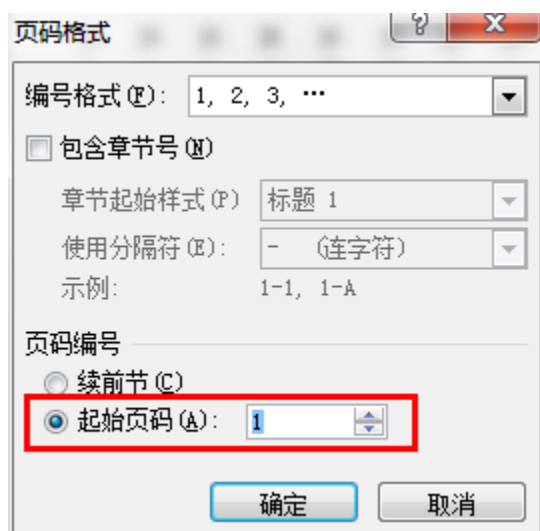 页码格式
编号格式(F): 1, 2, 3, …
包含章节号(N)
章节起始样式(P) 标题 1
使用分隔符(E): - (连字符)
示例: 1-1, 1-A
页码编号
续前节(C)
起始页码(A): 1
确定 取消